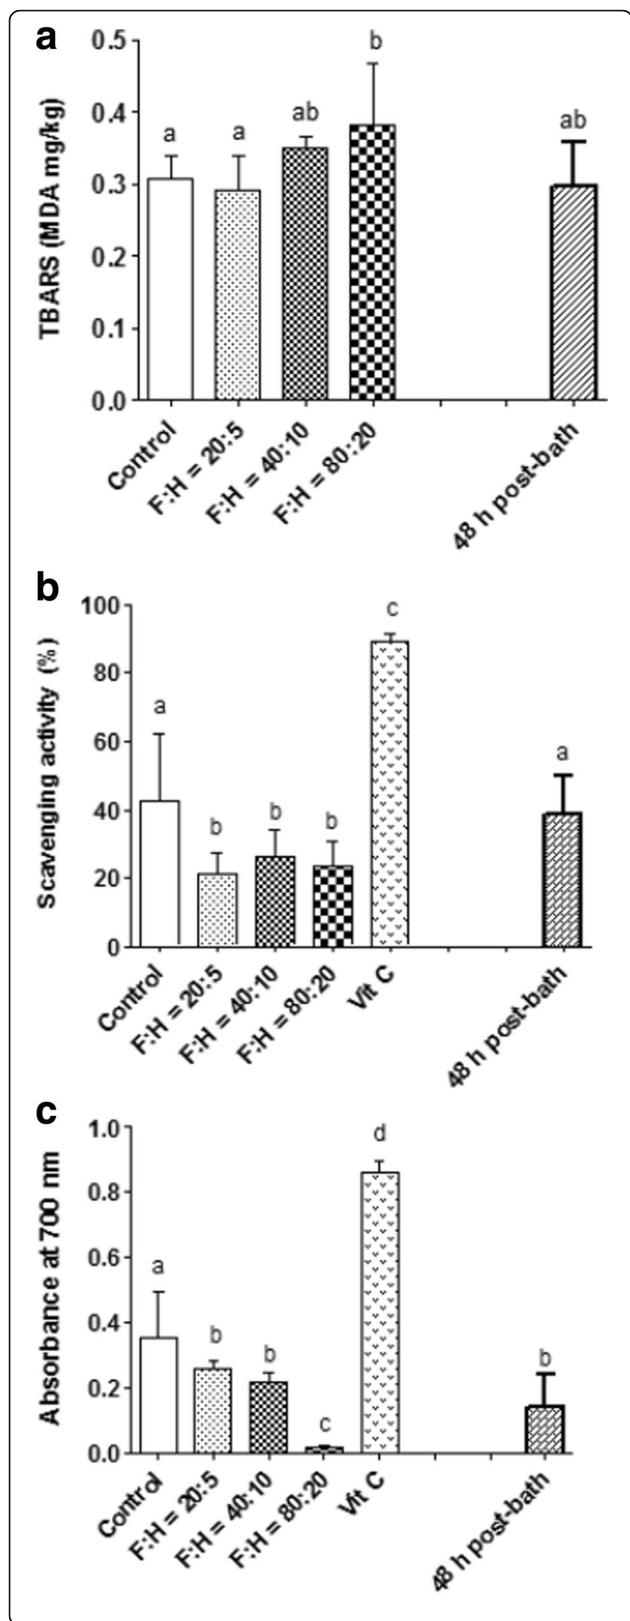 a
TBARS (MDA mg/kg)
0.5
0.4
0.3
0.2
0.1
0.0
a
a
ab
b
ab
Control
F:H = 20:5
F:H = 40:10
F:H = 80:20
48 h post-bath
b
Scavenging activity (%)
100
80
60
40
20
0
a
b
b
b
c
a
Control
F:H = 20:5
F:H = 40:10
F:H = 80:20
Vit C
48 h post-bath
c
Absorbance at 700 nm
1.0
0.8
0.6
0.4
0.2
0.0
a
b
b
c
d
b
Control
F:H = 20:5
F:H = 40:10
F:H = 80:20
Vit C
48 h post-bath